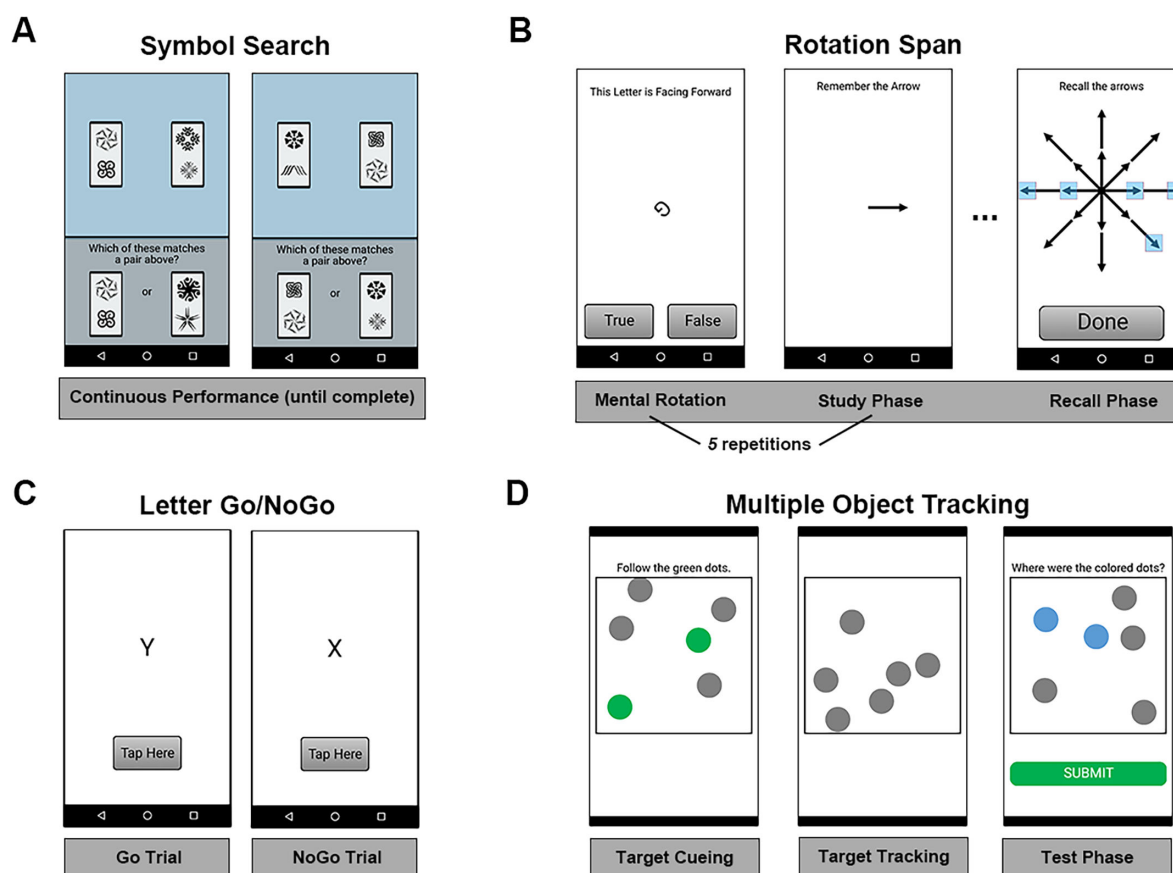 A
Symbol Search
Which of these matches
a pair above?
or
Which of these matches
a pair above?
or
Continuous Performance (until complete)
B
Rotation Span
This Letter is Facing Forward
G
True
False
Remember the Arrow
...
Recall the arrows
Done
Mental Rotation
Study Phase
Recall Phase
5 repetitions
C
Letter Go/NoGo
Y
Tap Here
X
Tap Here
Go Trial
NoGo Trial
D
Multiple Object Tracking
Follow the green dots.
Where were the colored dots?
SUBMIT
Target Cueing
Target Tracking
Test Phase